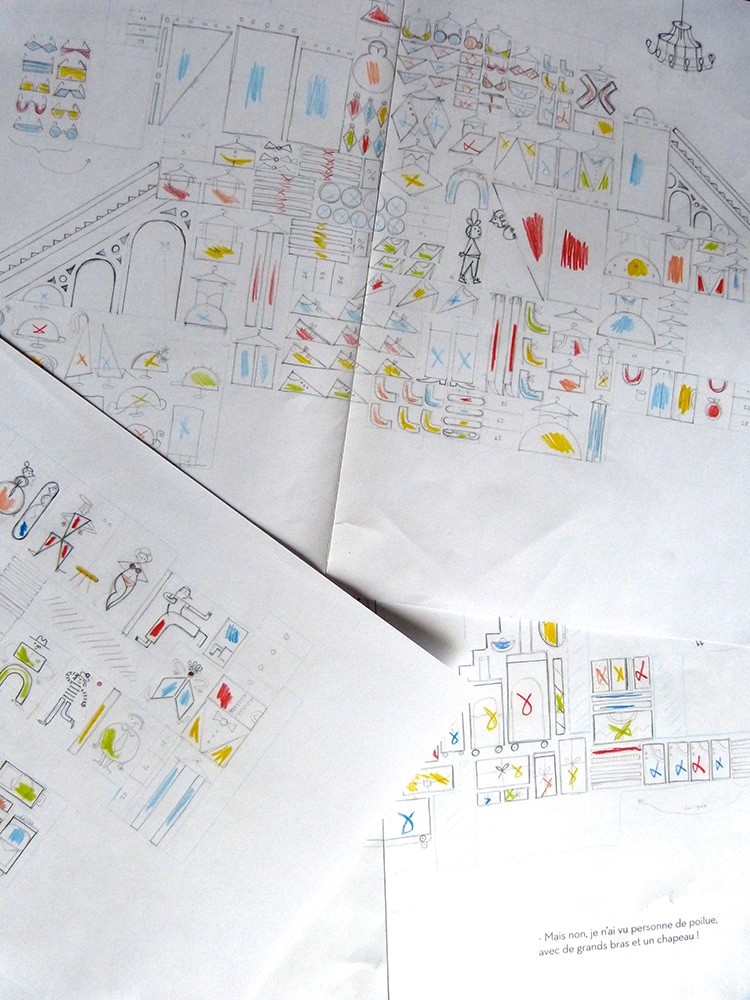 - Mais non, je n'ai vu personne de poilue,
avec de grands bras et un chapeau !